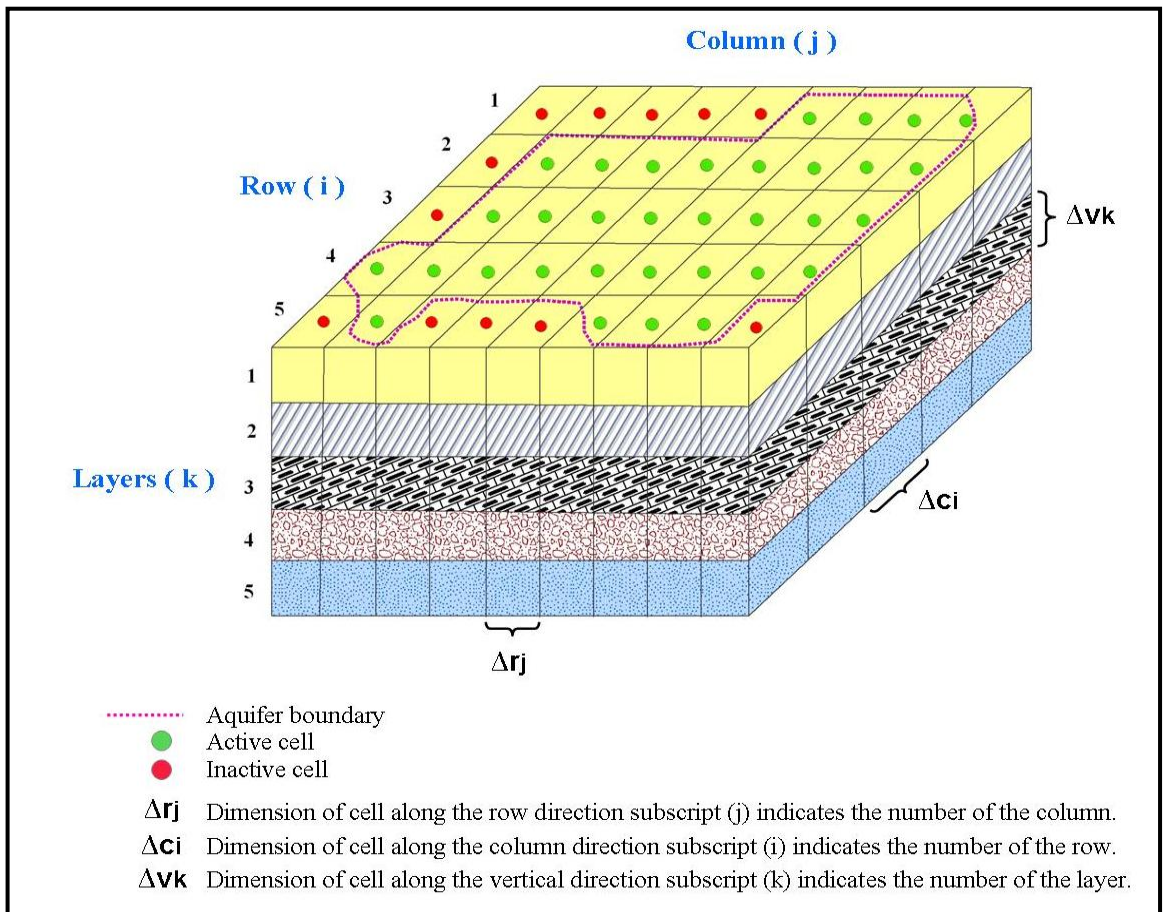 Column ( j )
1
2
Row ( i )
3
Δvk
4
5
1
2
Layers ( k )
3
Δci
4
5
Δrj
Aquifer boundary
Active cell
Inactive cell
Δrj Dimension of cell along the row direction subscript (j) indicates the number of the column.
Δci Dimension of cell along the column direction subscript (i) indicates the number of the row.
Δvk Dimension of cell along the vertical direction subscript (k) indicates the number of the layer.